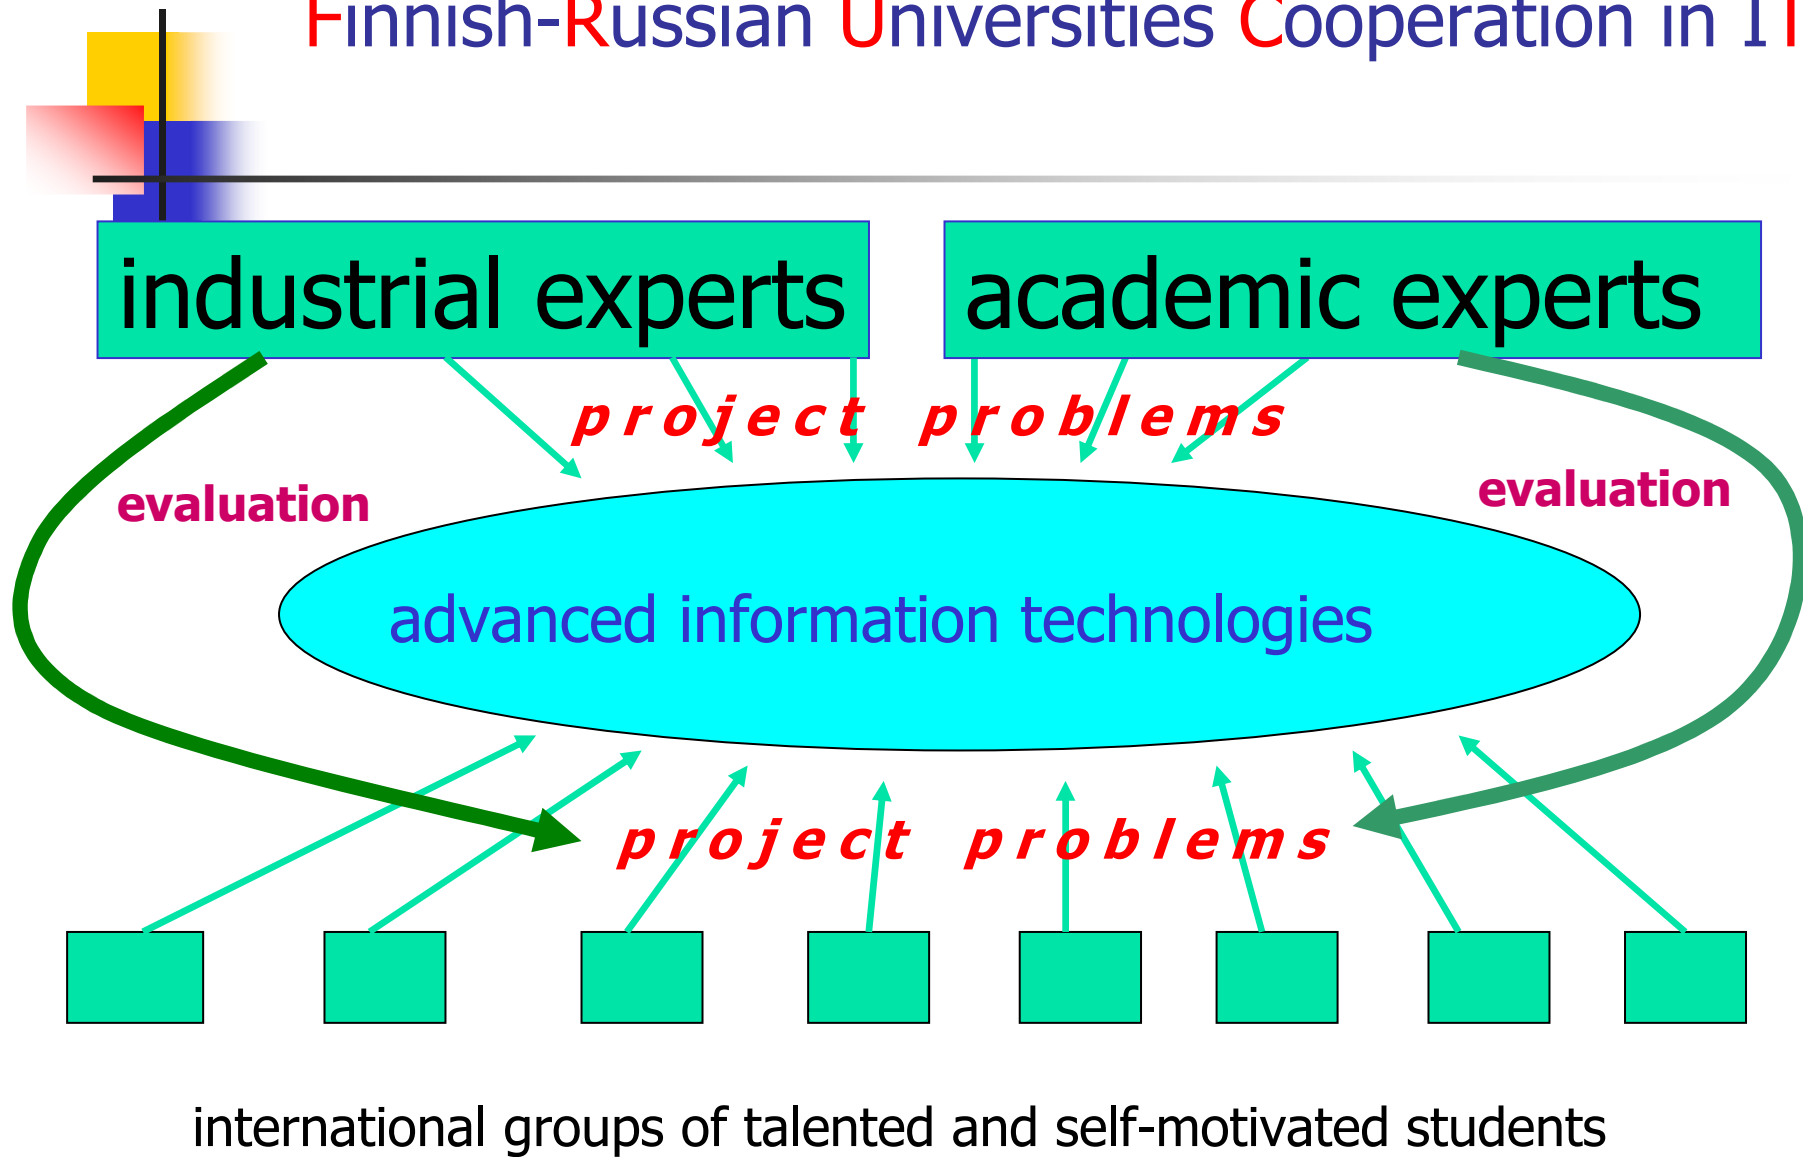 Finnish-Russian Universities Cooperation in IT
industrial experts
academic experts
project problems
evaluation
evaluation
advanced information technologies
project problems
international groups of talented and self-motivated students